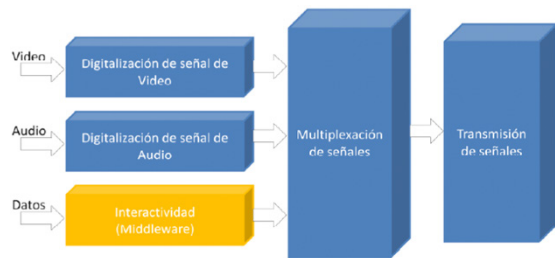 Video
Digitalización de señal de
Video
Audio
Digitalización de señal de
Audio
Datos
Interactividad
(Middleware)
Multiplexación
de señales
Transmisión
de señales